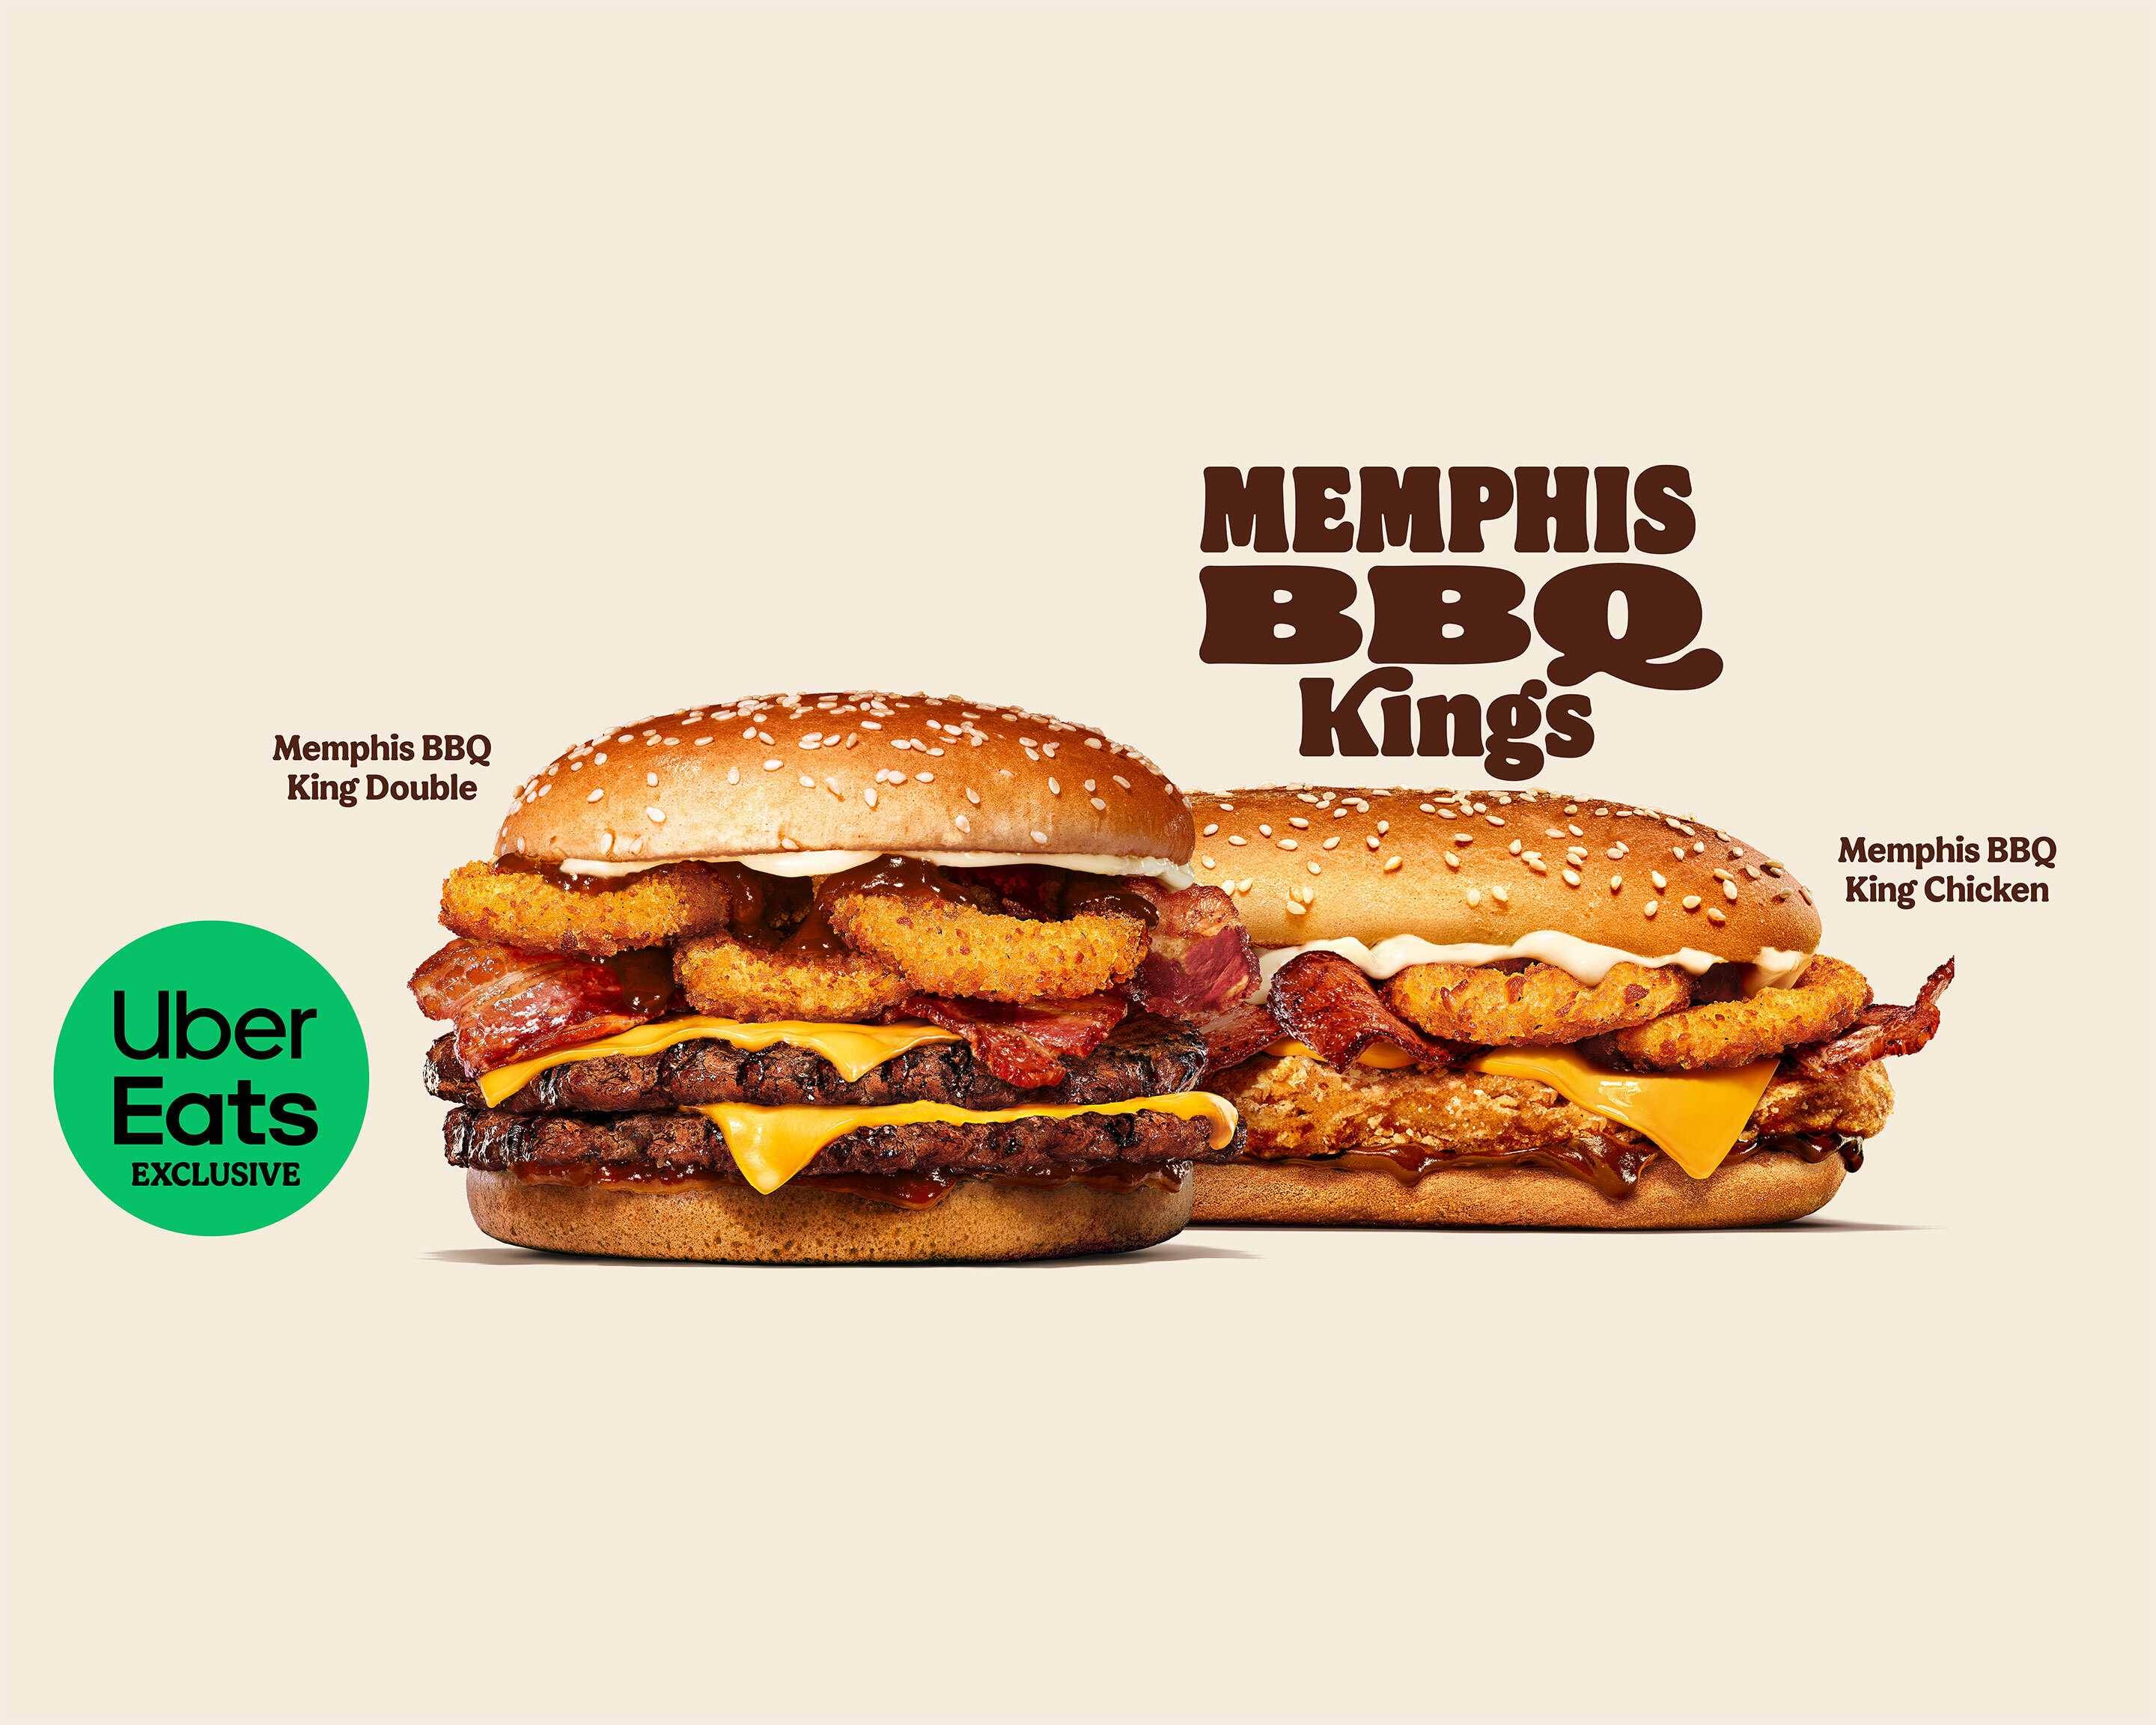 MEMPHIS
BBQ
Kings
Memphis BBQ
King Double
Memphis BBQ
King Chicken
Uber
Eats
EXCLUSIVE